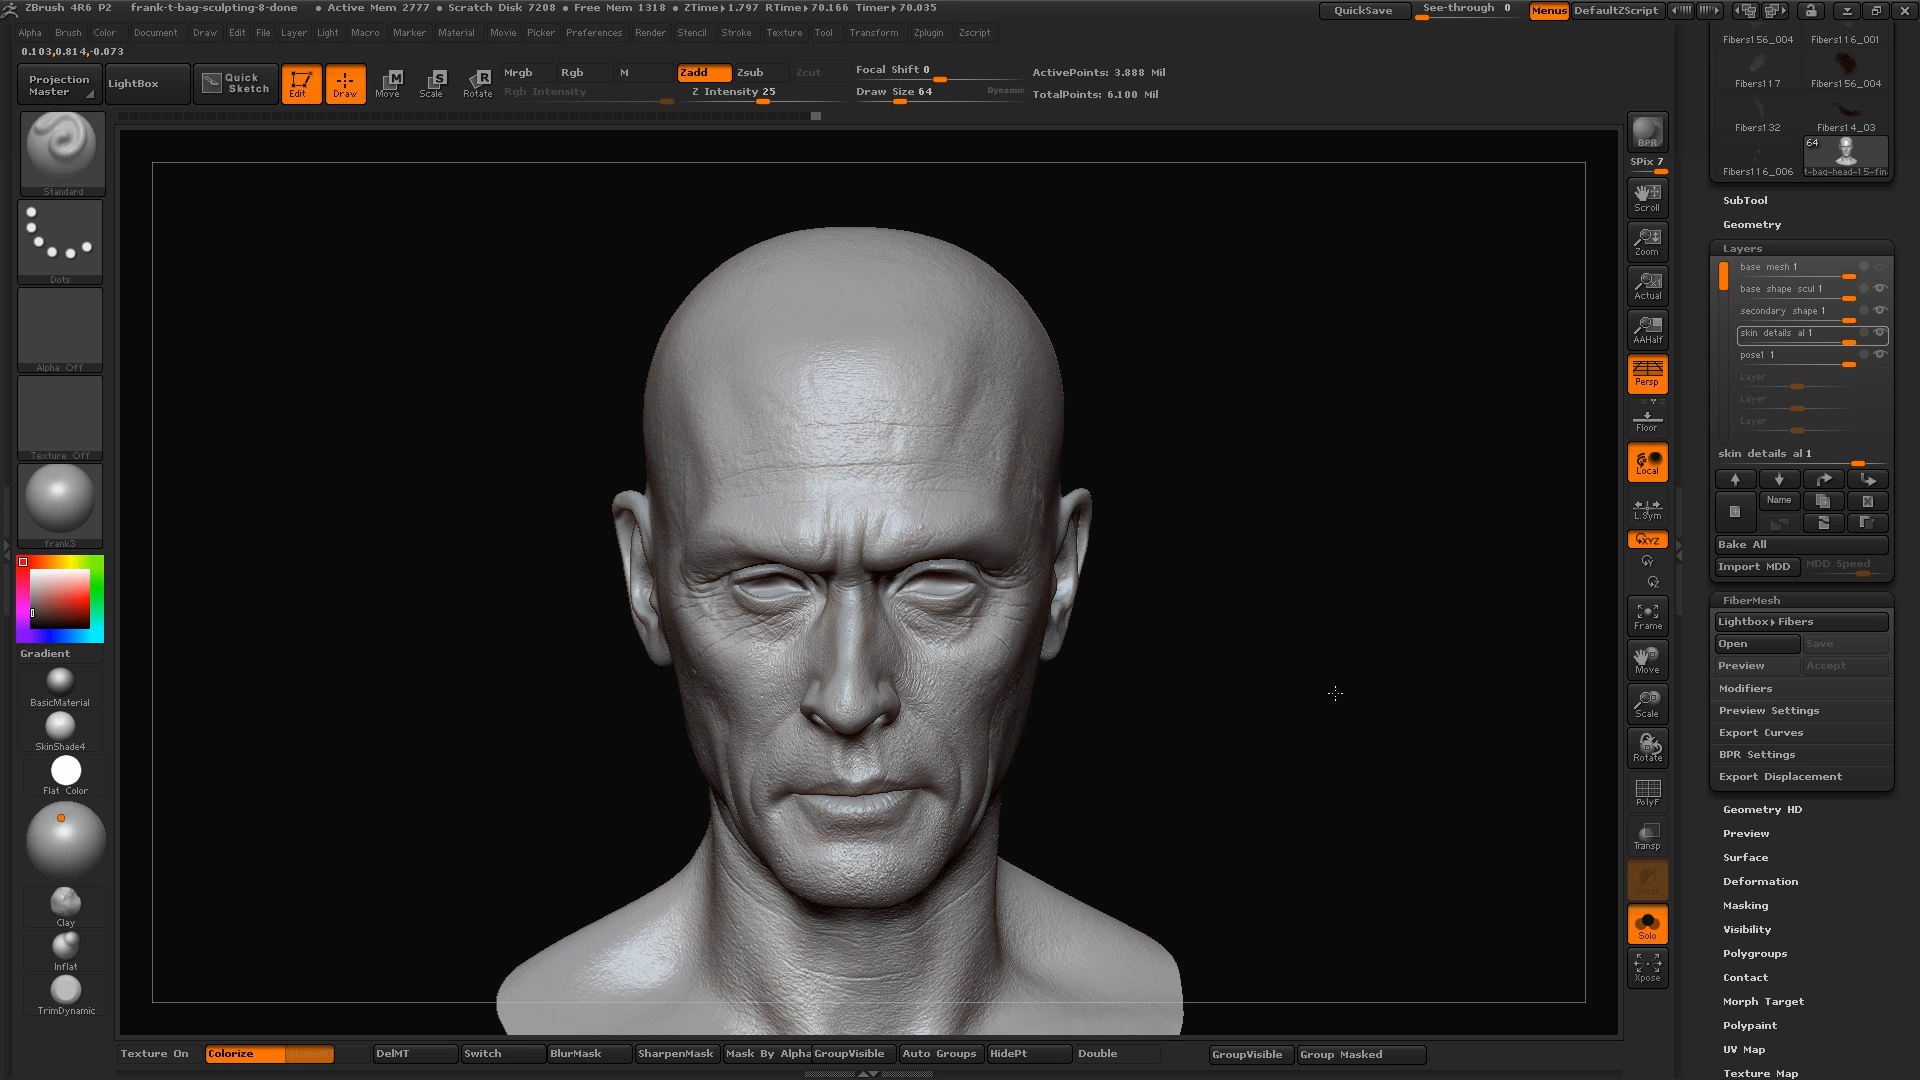 ZBrush 4R6 P2 frank-t-bag-sculpting-8-done • Active Mem 2777 • Scratch Disk 7208 • Free Mem 1318 • ZTime▸1.797 RTime▸70.166 Timer▸70.035
QuickSave See-through 0 Menus DefaultZScript
Alpha Brush Color Document Draw Edit File Layer Light Macro Marker Material Movie Picker Preferences Render Stencil Stroke Texture Tool Transform Zplugin Zscript
0.103,0.814,-0.073
Projection Master
LightBox
Quick Sketch
Edit
Draw
Move
Scale
Rotate
Mrgb Rgb M Zadd Zsub Zcut
Rgb Intensity Z Intensity 25
Focal Shift 0
Draw Size 64 Dynamic
ActivePoints: 3.888 Mil
TotalPoints: 6.100 Mil
Standard
Dots
Alpha Off
Texture Off
frank3
Gradient
BasicMaterial
SkinShade4
Flat Color
Clay
Inflat
TrimDynamic
BPR
SPix 7
Scroll
Zoom
Actual
AAHalf
Persp
Floor
Local
L.Sym
XYZ
Frame
Move
Scale
Rotate
PolyF
Transp
Ghost
Solo
Xpose
Fibers156_004 Fibers116_001
Fibers117 Fibers156_004
Fibers132 Fibers14_03
64
Fibers116_006 t-bag-head-15-fin
SubTool
Geometry
Layers
base mesh 1
base shape scul 1
secondary shape 1
skin details al 1
pose1 1
Layer
Layer
Layer
skin details al 1
Name
Bake All
Import MDD MDD Speed
FiberMesh
Lightbox▸Fibers
Open Save
Preview Accept
Modifiers
Preview Settings
Export Curves
BPR Settings
Export Displacement
Geometry HD
Preview
Surface
Deformation
Masking
Visibility
Polygroups
Contact
Morph Target
Polypaint
UV Map
Texture Map
Texture On Colorize DelMT Switch BlurMask SharpenMask Mask By Alpha GroupVisible Auto Groups HidePt Double GroupVisible Group Masked